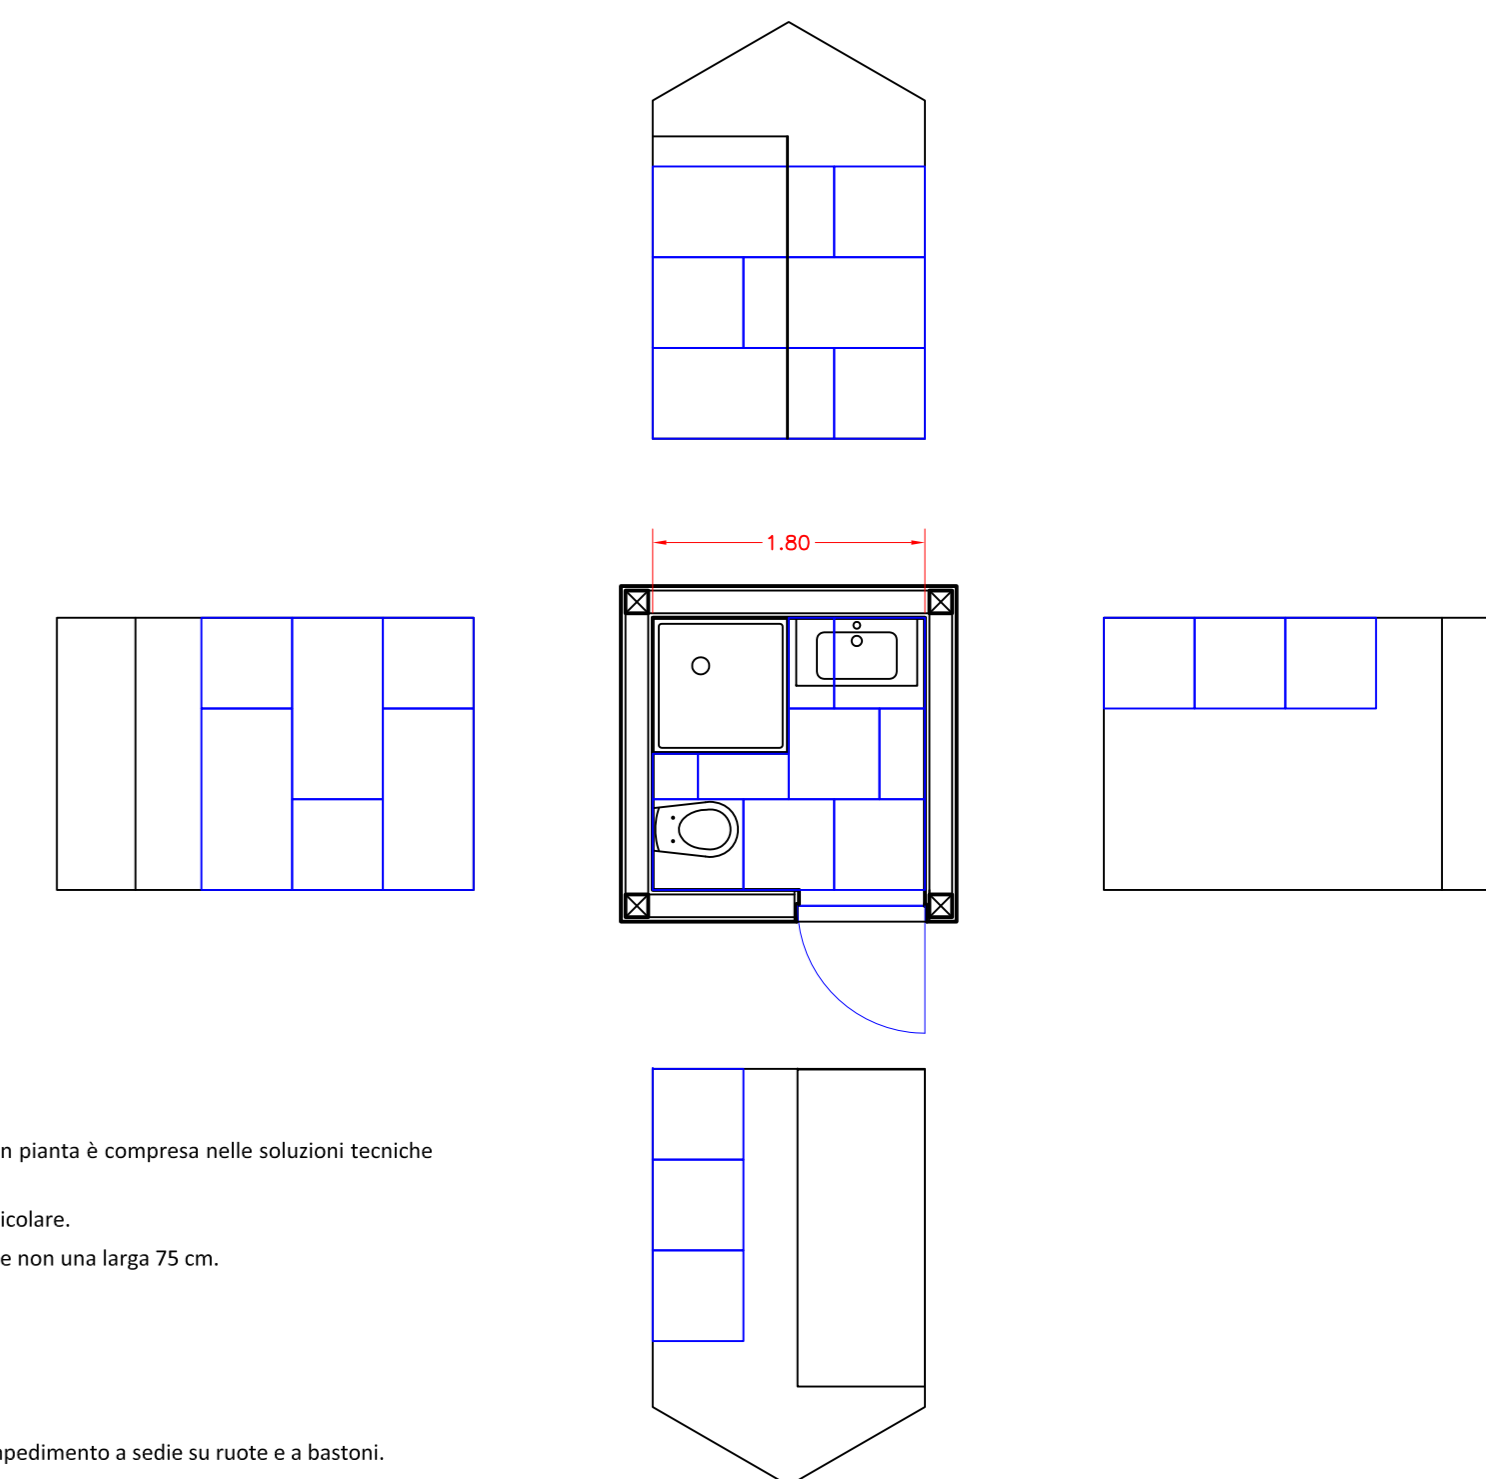 1.80
n pianta è compresa nelle soluzioni tecniche
icolare.
e non una larga 75 cm.
npedimento a sedie su ruote e a bastoni.